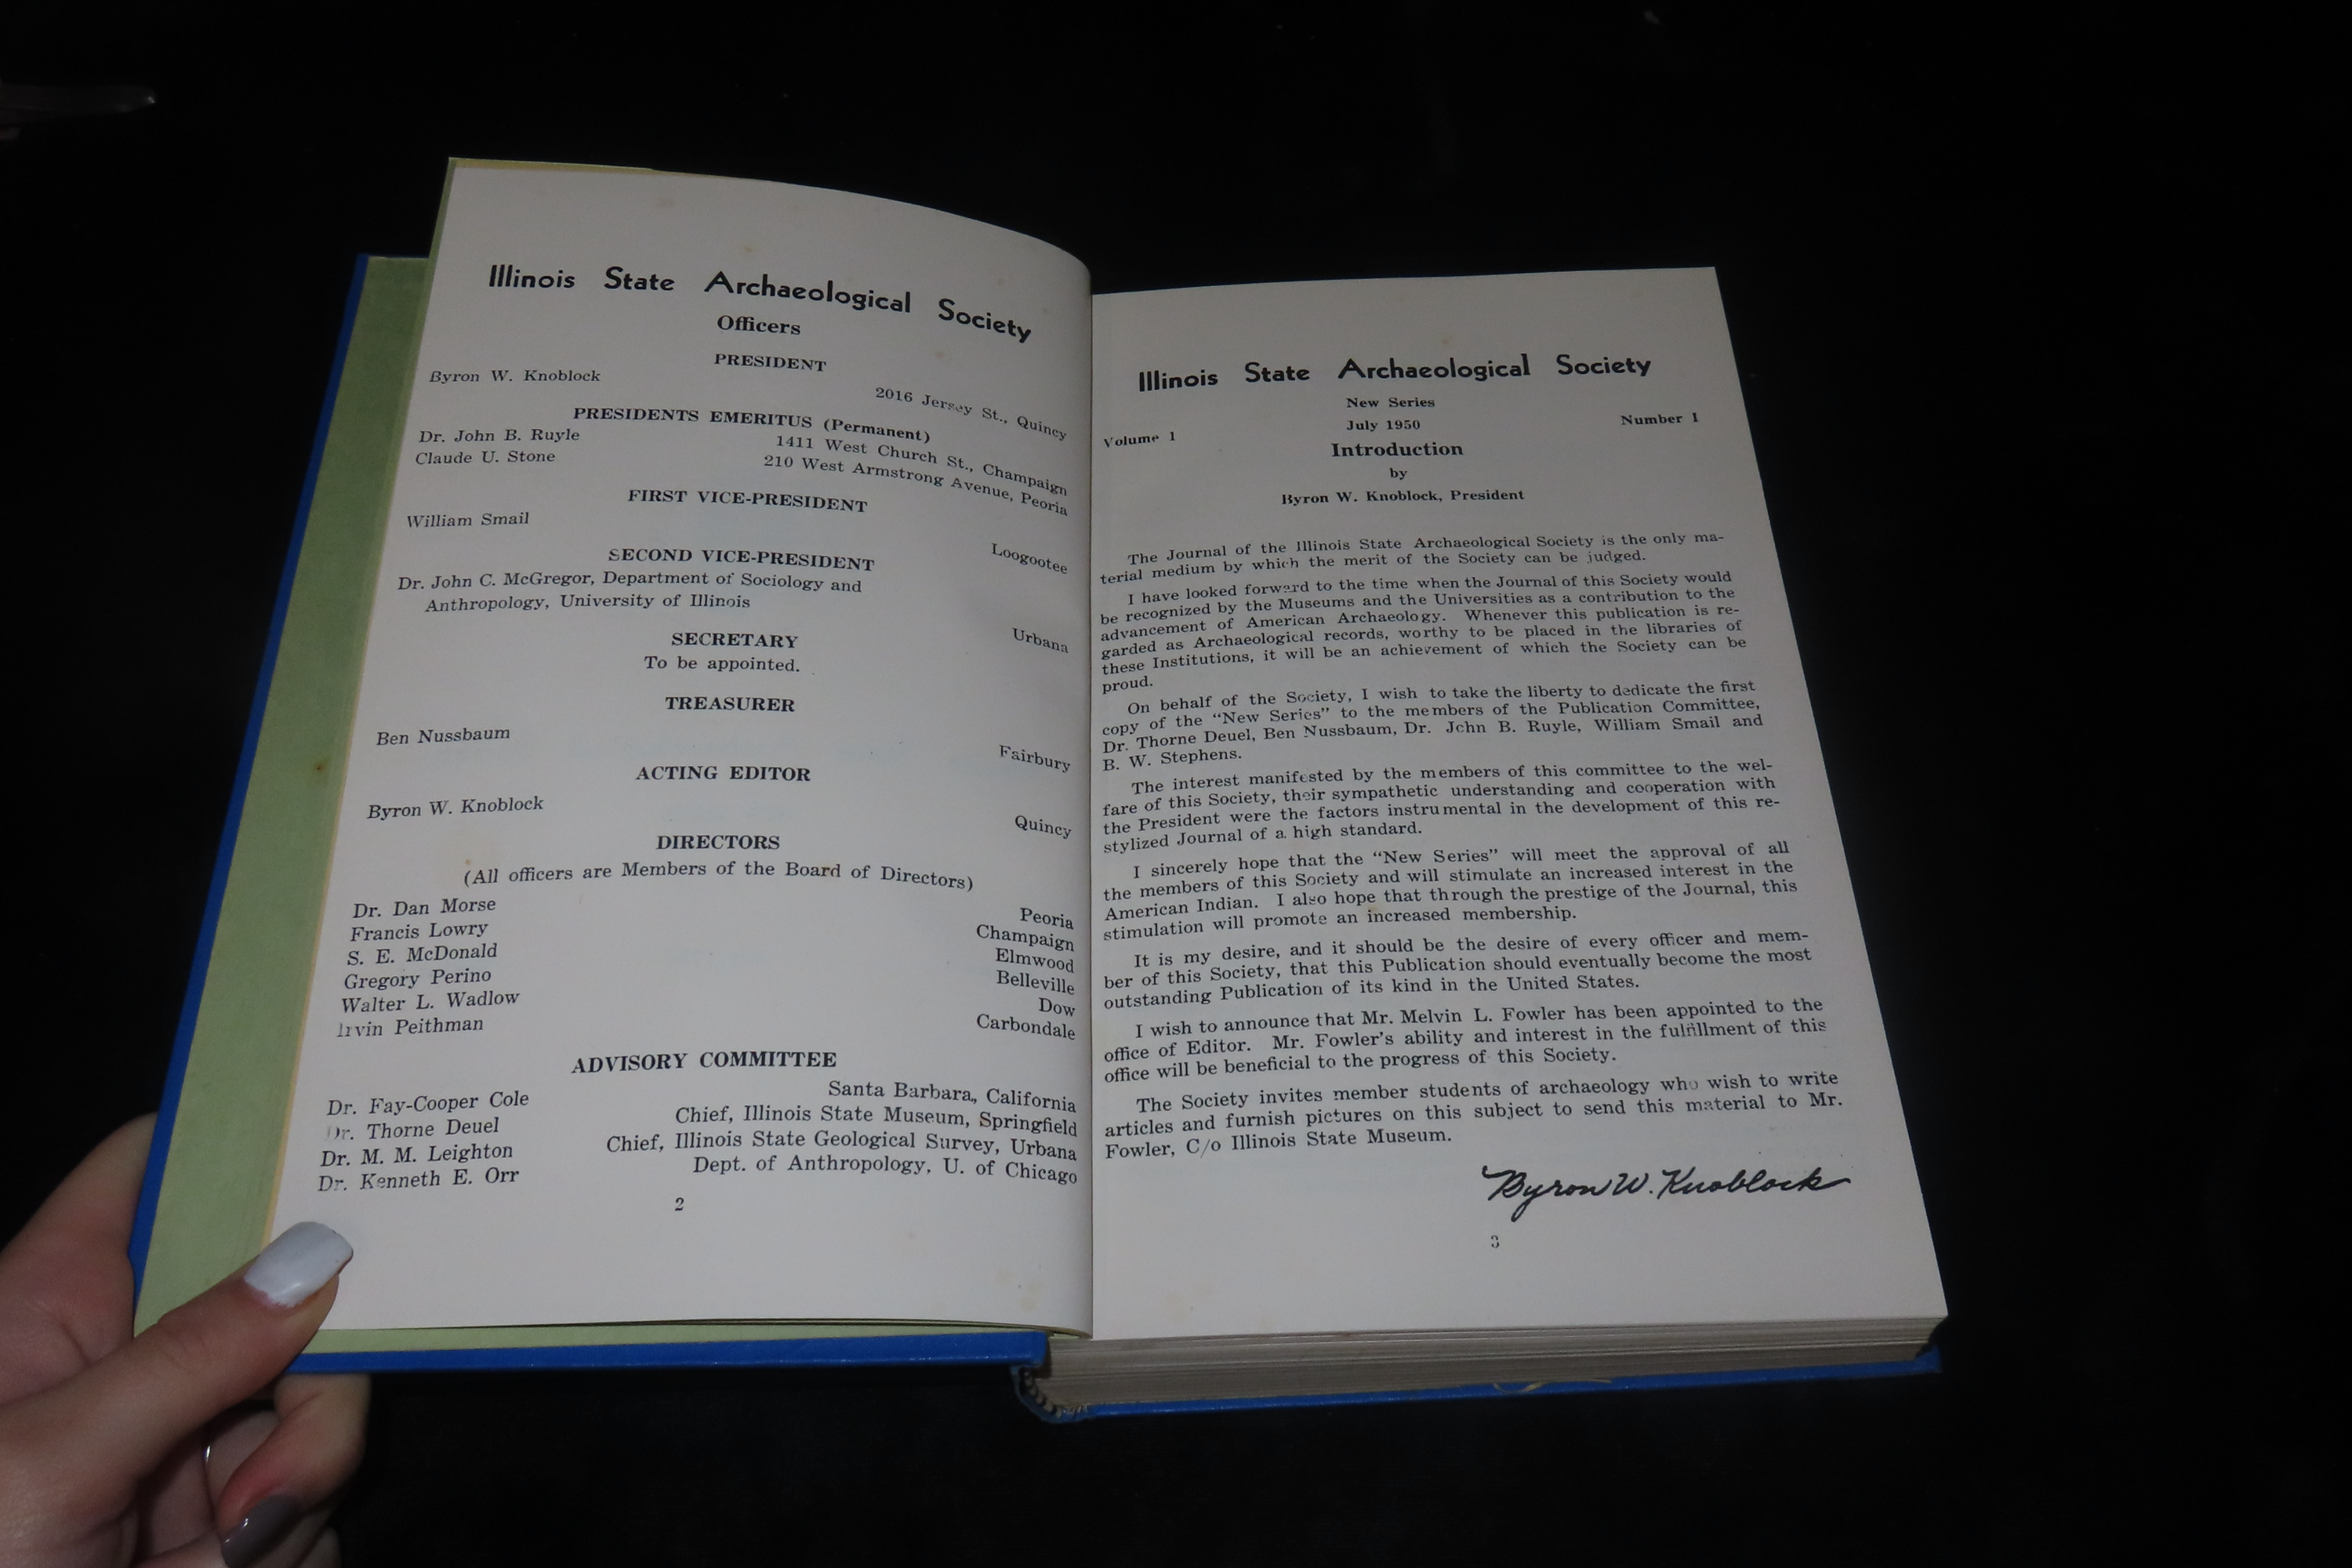 Illinois State Archaeological Society
Officers
PRESIDENT
Byron W. Knoblock 2016 Jersey St., Quincy
PRESIDENTS EMERITUS (Permanent)
Dr. John B. Ruyle 1411 West Church St., Champaign
Claude U. Stone 210 West Armstrong Avenue, Peoria
FIRST VICE-PRESIDENT
William Smail Loogootee
SECOND VICE-PRESIDENT
Dr. John C. McGregor, Department of Sociology and
Anthropology, University of Illinois Urbana
SECRETARY
To be appointed.
TREASURER
Ben Nussbaum Fairbury
ACTING EDITOR
Byron W. Knoblock Quincy
DIRECTORS
(All officers are Members of the Board of Directors)
Dr. Dan Morse Peoria
Francis Lowry Champaign
S. E. McDonald Elmwood
Gregory Perino Belleville
Walter L. Wadlow Dow
Irvin Peithman Carbondale
ADVISORY COMMITTEE
Dr. Fay-Cooper Cole Santa Barbara, California
Dr. Thorne Deuel Chief, Illinois State Museum, Springfield
Dr. M. M. Leighton Chief, Illinois State Geological Survey, Urbana
Dr. Kenneth E. Orr Dept. of Anthropology, U. of Chicago
2
Illinois State Archaeological Society
New Series
Volume 1 July 1950 Number 1
Introduction
by
Byron W. Knoblock, President
The Journal of the Illinois State Archaeological Society is the only ma-
terial medium by which the merit of the Society can be judged.
I have looked forward to the time when the Journal of this Society would
be recognized by the Museums and the Universities as a contribution to the
advancement of American Archaeology. Whenever this publication is re-
garded as Archaeological records, worthy to be placed in the libraries of
these Institutions, it will be an achievement of which the Society can be
proud.
On behalf of the Society, I wish to take the liberty to dedicate the first
copy of the "New Series" to the members of the Publication Committee,
Dr. Thorne Deuel, Ben Nussbaum, Dr. John B. Ruyle, William Smail and
B. W. Stephens.
The interest manifested by the members of this committee to the wel-
fare of this Society, their sympathetic understanding and cooperation with
the President were the factors instrumental in the development of this re-
stylized Journal of a high standard.
I sincerely hope that the "New Series" will meet the approval of all
the members of this Society and will stimulate an increased interest in the
American Indian. I also hope that through the prestige of the Journal, this
stimulation will promote an increased membership.
It is my desire, and it should be the desire of every officer and mem-
ber of this Society, that this Publication should eventually become the most
outstanding Publication of its kind in the United States.
I wish to announce that Mr. Melvin L. Fowler has been appointed to the
office of Editor. Mr. Fowler's ability and interest in the fulfillment of this
office will be beneficial to the progress of this Society.
The Society invites member students of archaeology who wish to write
articles and furnish pictures on this subject to send this material to Mr.
Fowler, C/o Illinois State Museum.
Byron W. Knoblock
3